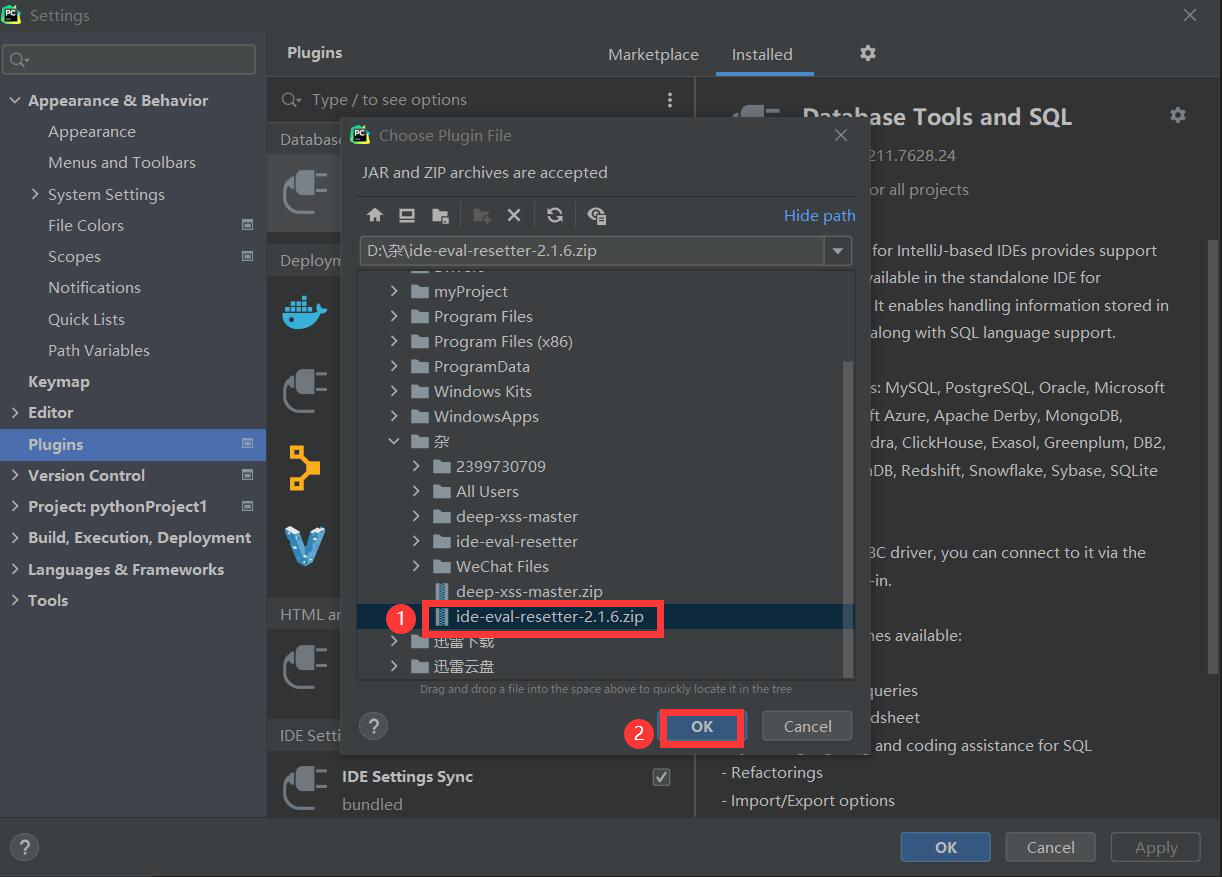 Settings
Plugins
Marketplace
Installed
Type / to see options
Appearance & Behavior
Appearance
Menus and Toolbars
System Settings
File Colors
Scopes
Notifications
Quick Lists
Path Variables
Keymap
Editor
Plugins
Version Control
Project: pythonProject1
Build, Execution, Deployment
Languages & Frameworks
Tools
Database
Deploym
HTML an
IDE Setti
IDE Settings Sync
bundled
Choose Plugin File
JAR and ZIP archives are accepted
Hide path
D:\杂\ide-eval-resetter-2.1.6.zip
myProject
Program Files
Program Files (x86)
ProgramData
Windows Kits
WindowsApps
杂
2399730709
All Users
deep-xss-master
ide-eval-resetter
WeChat Files
deep-xss-master.zip
1 ide-eval-resetter-2.1.6.zip
迅雷下载
迅雷云盘
Drag and drop a file into the space above to quickly locate it in the tree
?
2 OK
Cancel
Database Tools and SQL
211.7628.24
or all projects
for IntelliJ-based IDEs provides support
vailable in the standalone IDE for
It enables handling information stored in
along with SQL language support.
s: MySQL, PostgreSQL, Oracle, Microsoft
ft Azure, Apache Derby, MongoDB,
dra, ClickHouse, Exasol, Greenplum, DB2,
DB, Redshift, Snowflake, Sybase, SQLite
BC driver, you can connect to it via the
-in.
nes available:
queries
dsheet
and coding assistance for SQL
- Refactorings
- Import/Export options
?
OK
Cancel
Apply